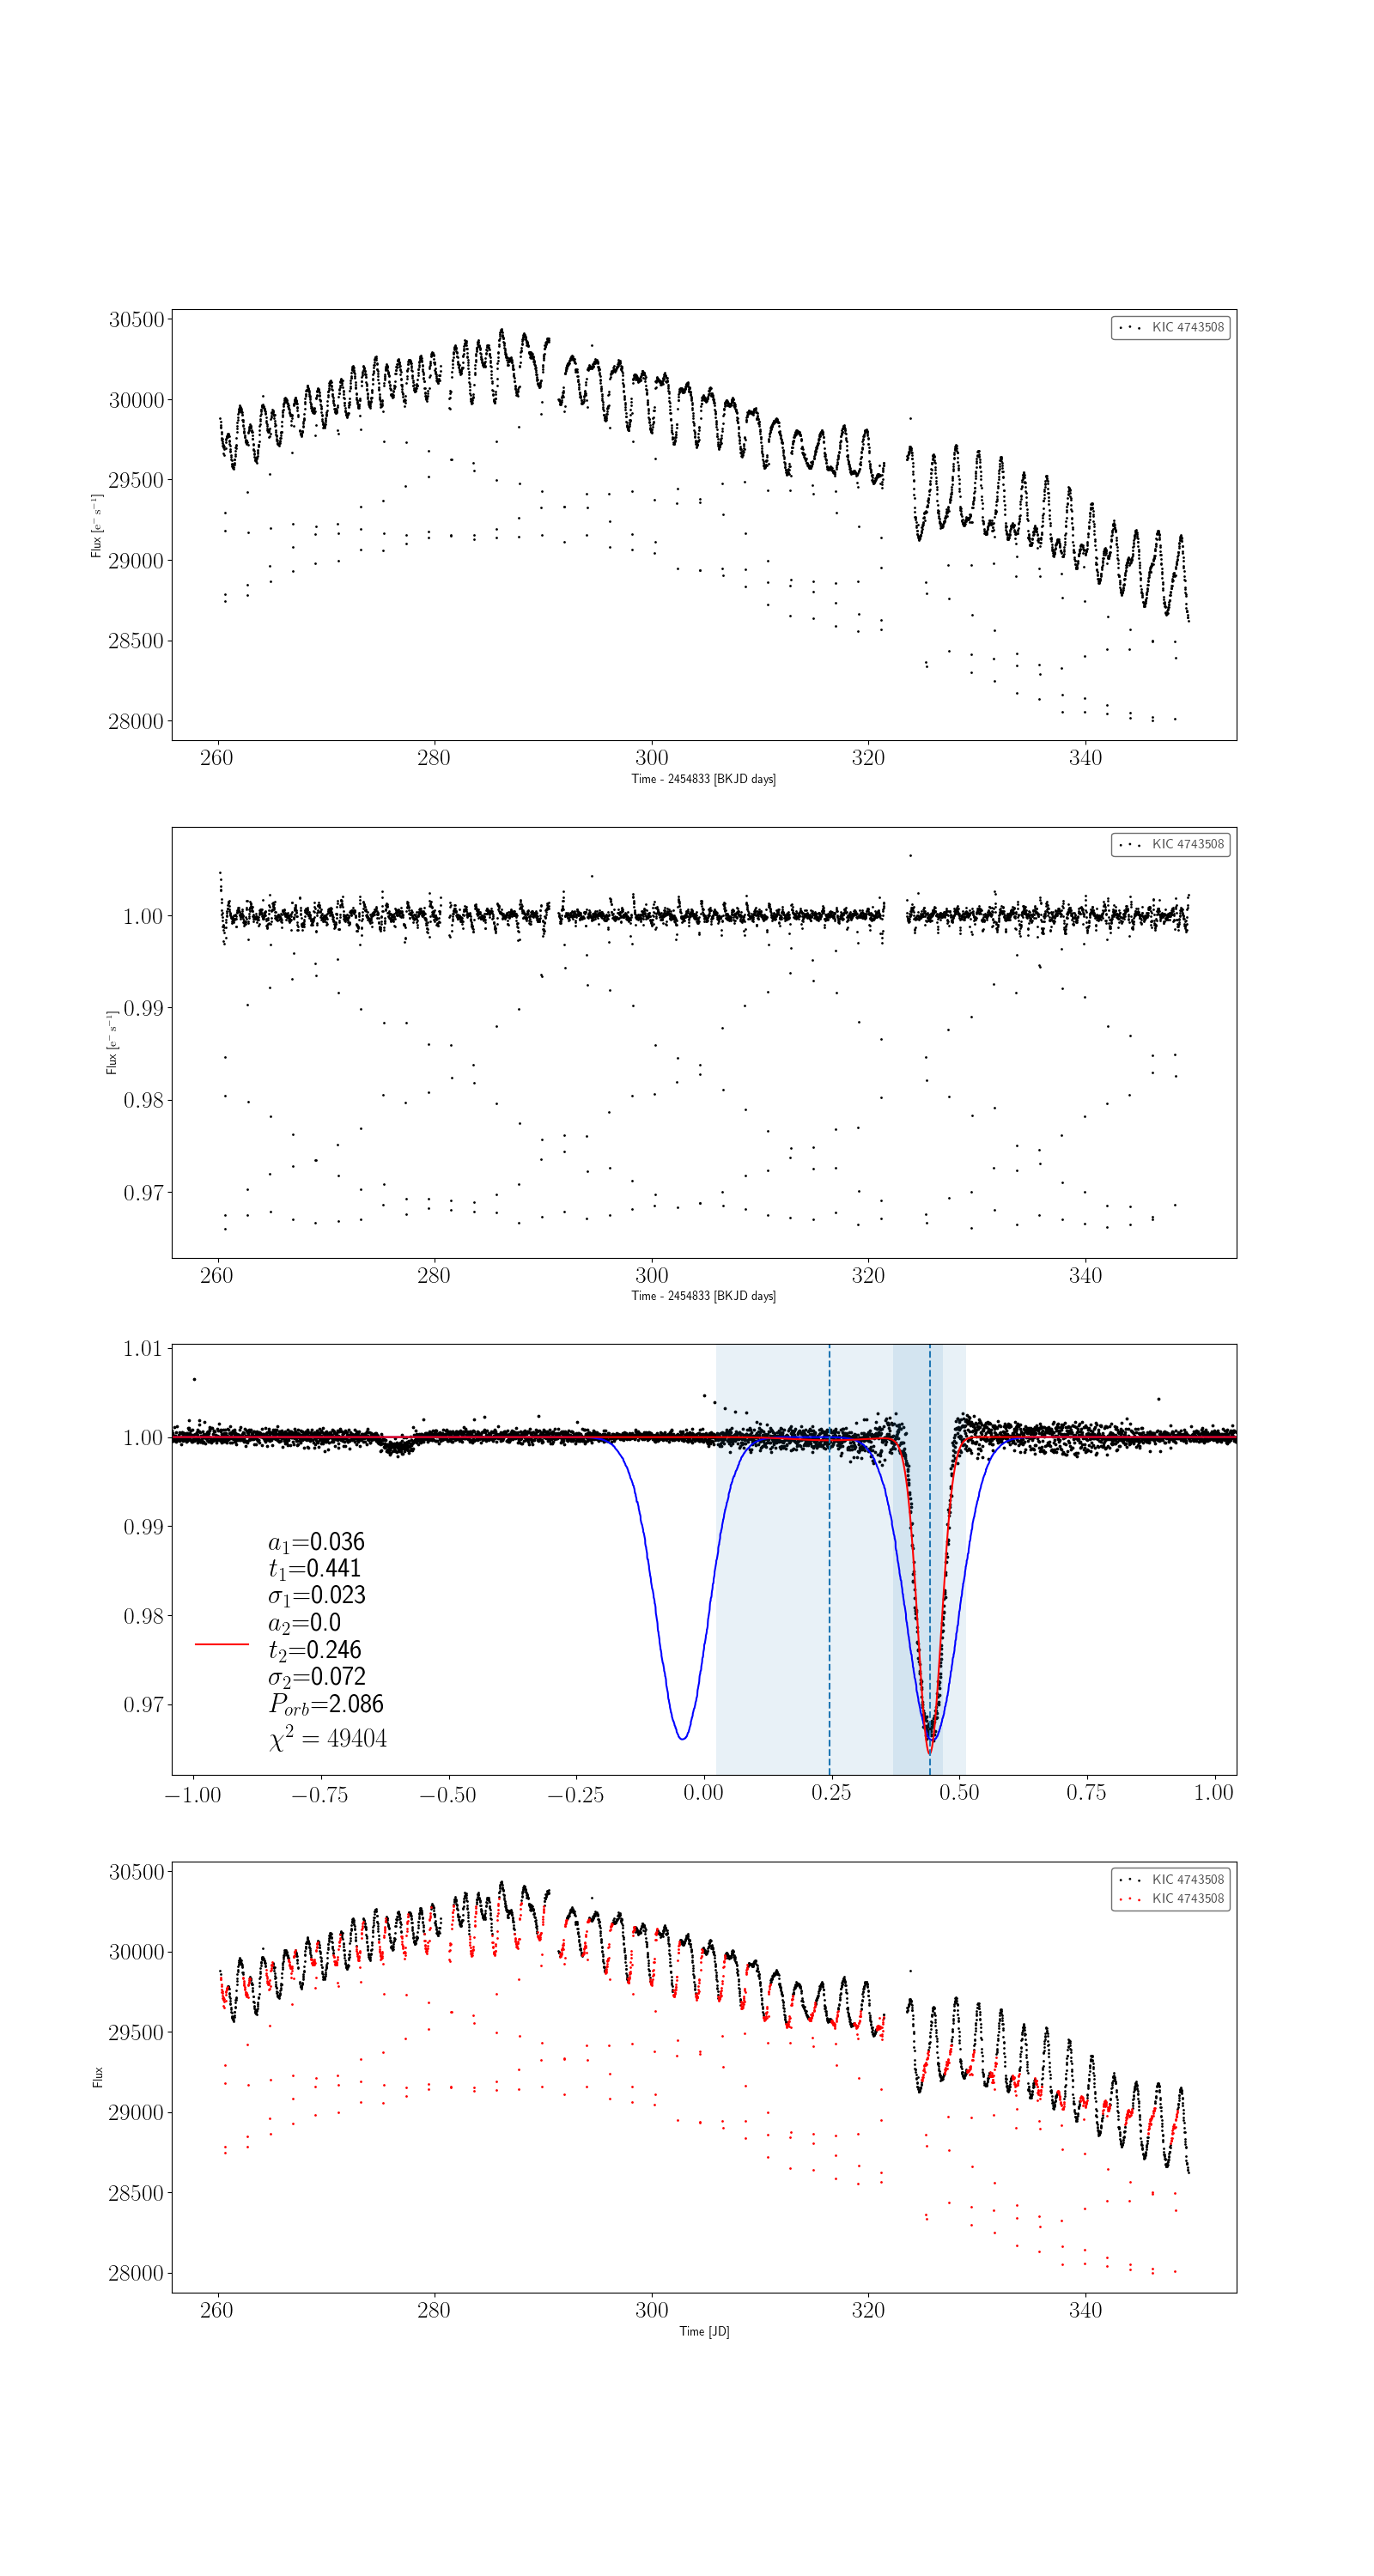 30500
30000
29500
29000
28500
28000
Flux [e⁻ s⁻¹]
KIC 4743508
260 280 300 320 340
Time - 2454833 [BKJD days]
1.00
0.99
0.98
0.97
Flux [e⁻ s⁻¹]
KIC 4743508
260 280 300 320 340
Time - 2454833 [BKJD days]
1.01
1.00
0.99
0.98
0.97
a₁=0.036
t₁=0.441
σ₁=0.023
a₂=0.0
t₂=0.246
σ₂=0.072
Pₒᵣb=2.086
χ² = 49404
−1.00 −0.75 −0.50 −0.25 0.00 0.25 0.50 0.75 1.00
30500
30000
29500
29000
28500
28000
Flux
KIC 4743508
KIC 4743508
260 280 300 320 340
Time [JD]